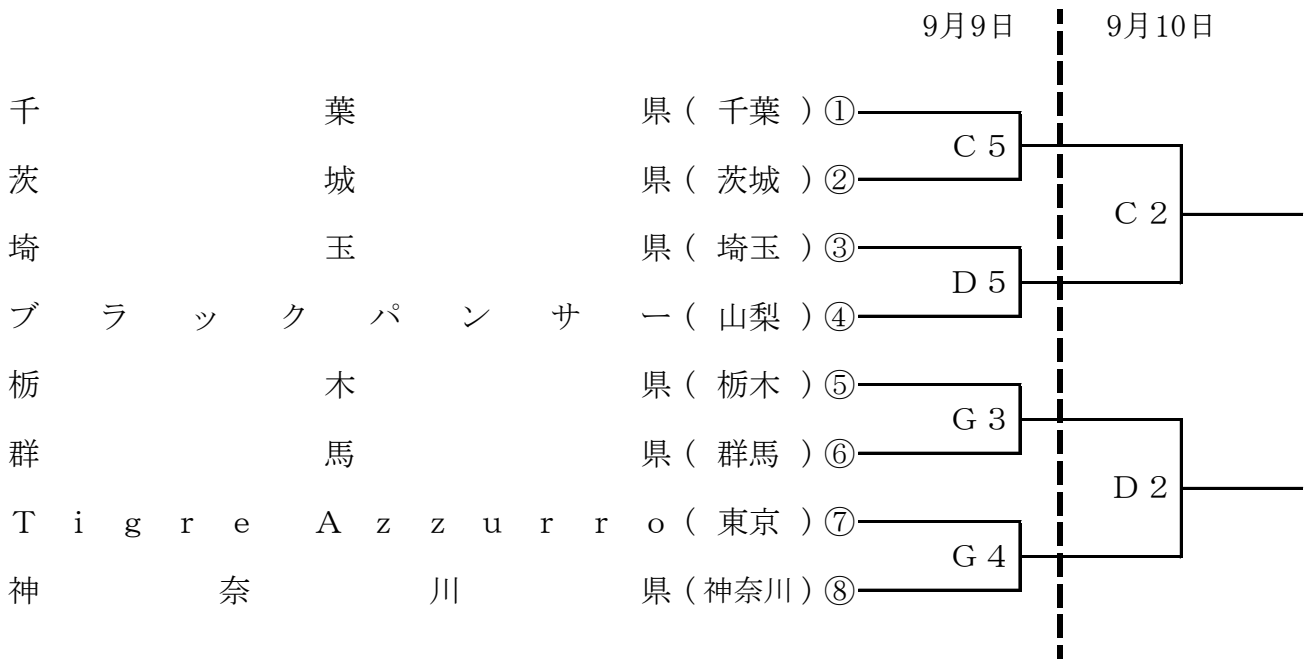 9月9日 9月10日
千葉県(千葉)①
C5
茨城県(茨城)②
C2
埼玉県(埼玉)③
D5
ブラックパンサー(山梨)④
栃木県(栃木)⑤
G3
群馬県(群馬)⑥
D2
Tigre Azzurro(東京)⑦
G4
神奈川県(神奈川)⑧